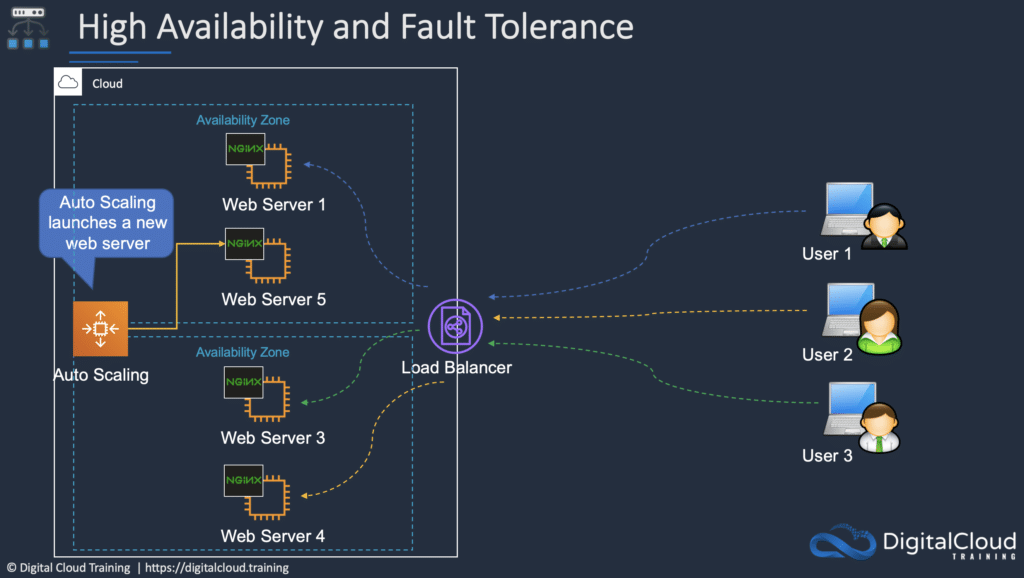 High Availability and Fault Tolerance
Cloud
Availability Zone
NGINX
Web Server 1
Auto Scaling
launches a new
web server
NGINX
Web Server 5
Auto Scaling
Availability Zone
NGINX
Web Server 3
NGINX
Web Server 4
Load Balancer
User 1
User 2
User 3
DigitalCloud
TRAINING
© Digital Cloud Training | https://digitalcloud.training